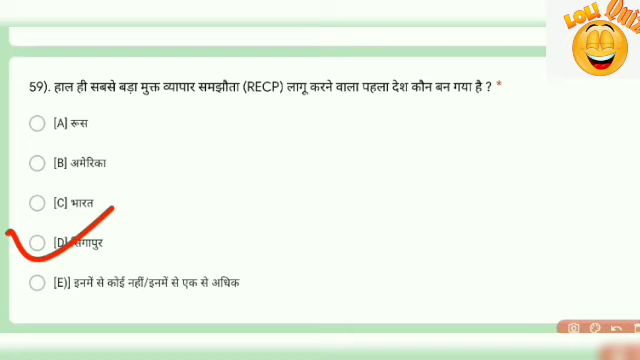 LOL! Quiz
59). हाल ही सबसे बड़ा मुक्त व्यापार समझौता (RECP) लागू करने वाला पहला देश कौन बन गया है ? *
[A] रूस
[B] अमेरिका
[C] भारत
[D] सिंगापुर
[E)] इनमें से कोई नहीं/इनमें से एक से अधिक